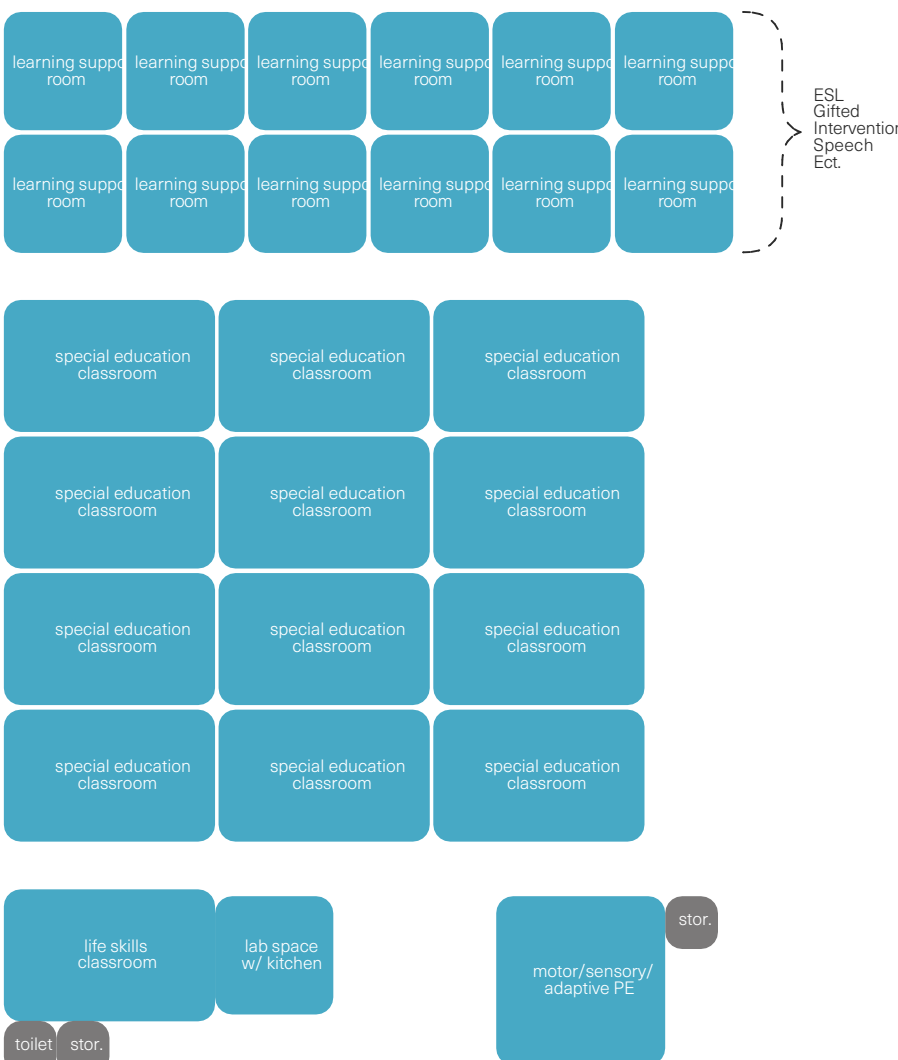 learning suppo
room
learning suppo
room
learning suppo
room
learning suppo
room
learning suppo
room
learning suppo
room
ESL
Gifted
Intervention
Speech
Ect.
learning suppo
room
learning suppo
room
learning suppo
room
learning suppo
room
learning suppo
room
learning suppo
room
special education
classroom
special education
classroom
special education
classroom
special education
classroom
special education
classroom
special education
classroom
special education
classroom
special education
classroom
special education
classroom
special education
classroom
special education
classroom
special education
classroom
life skills
classroom
lab space
w/ kitchen
toilet
stor.
motor/sensory/
adaptive PE
stor.